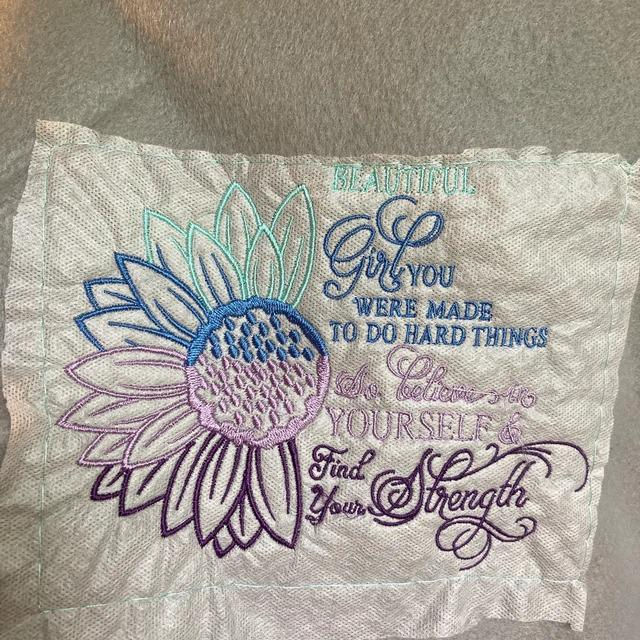 BEAUTIFUL
Girl YOU
WERE MADE
TO DO HARD THINGS
So, believe in
YOURSELF &
Find
Your Strength